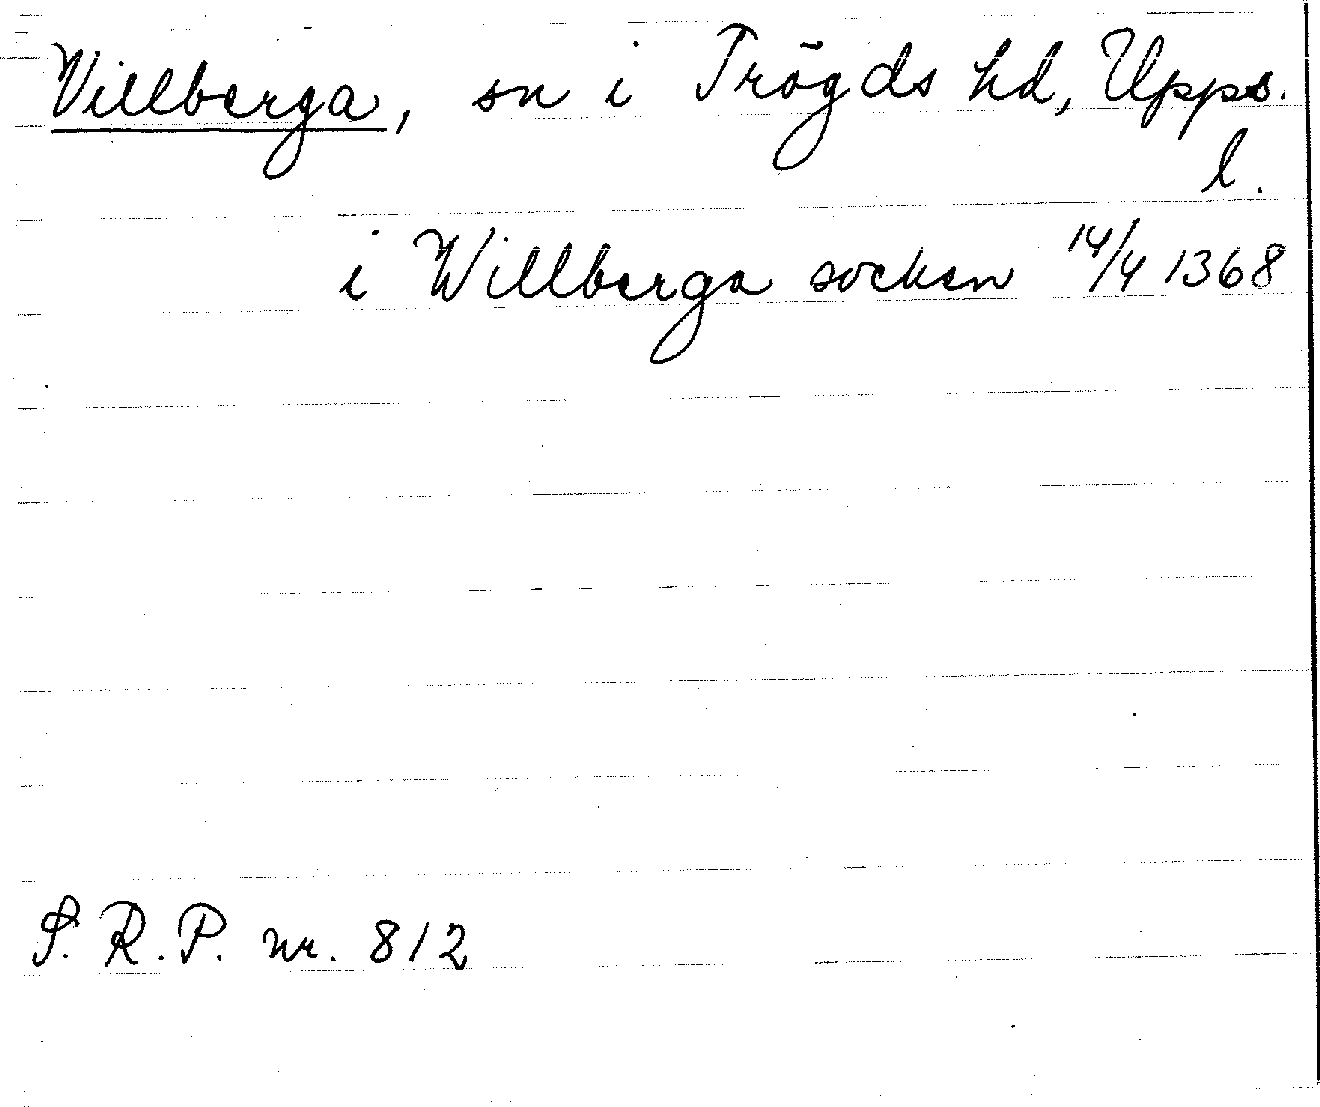 Villberga, sn i Trögds hd, Upps.
l.
i Willberga socken 14/4 1368
S. R. P. nr. 812